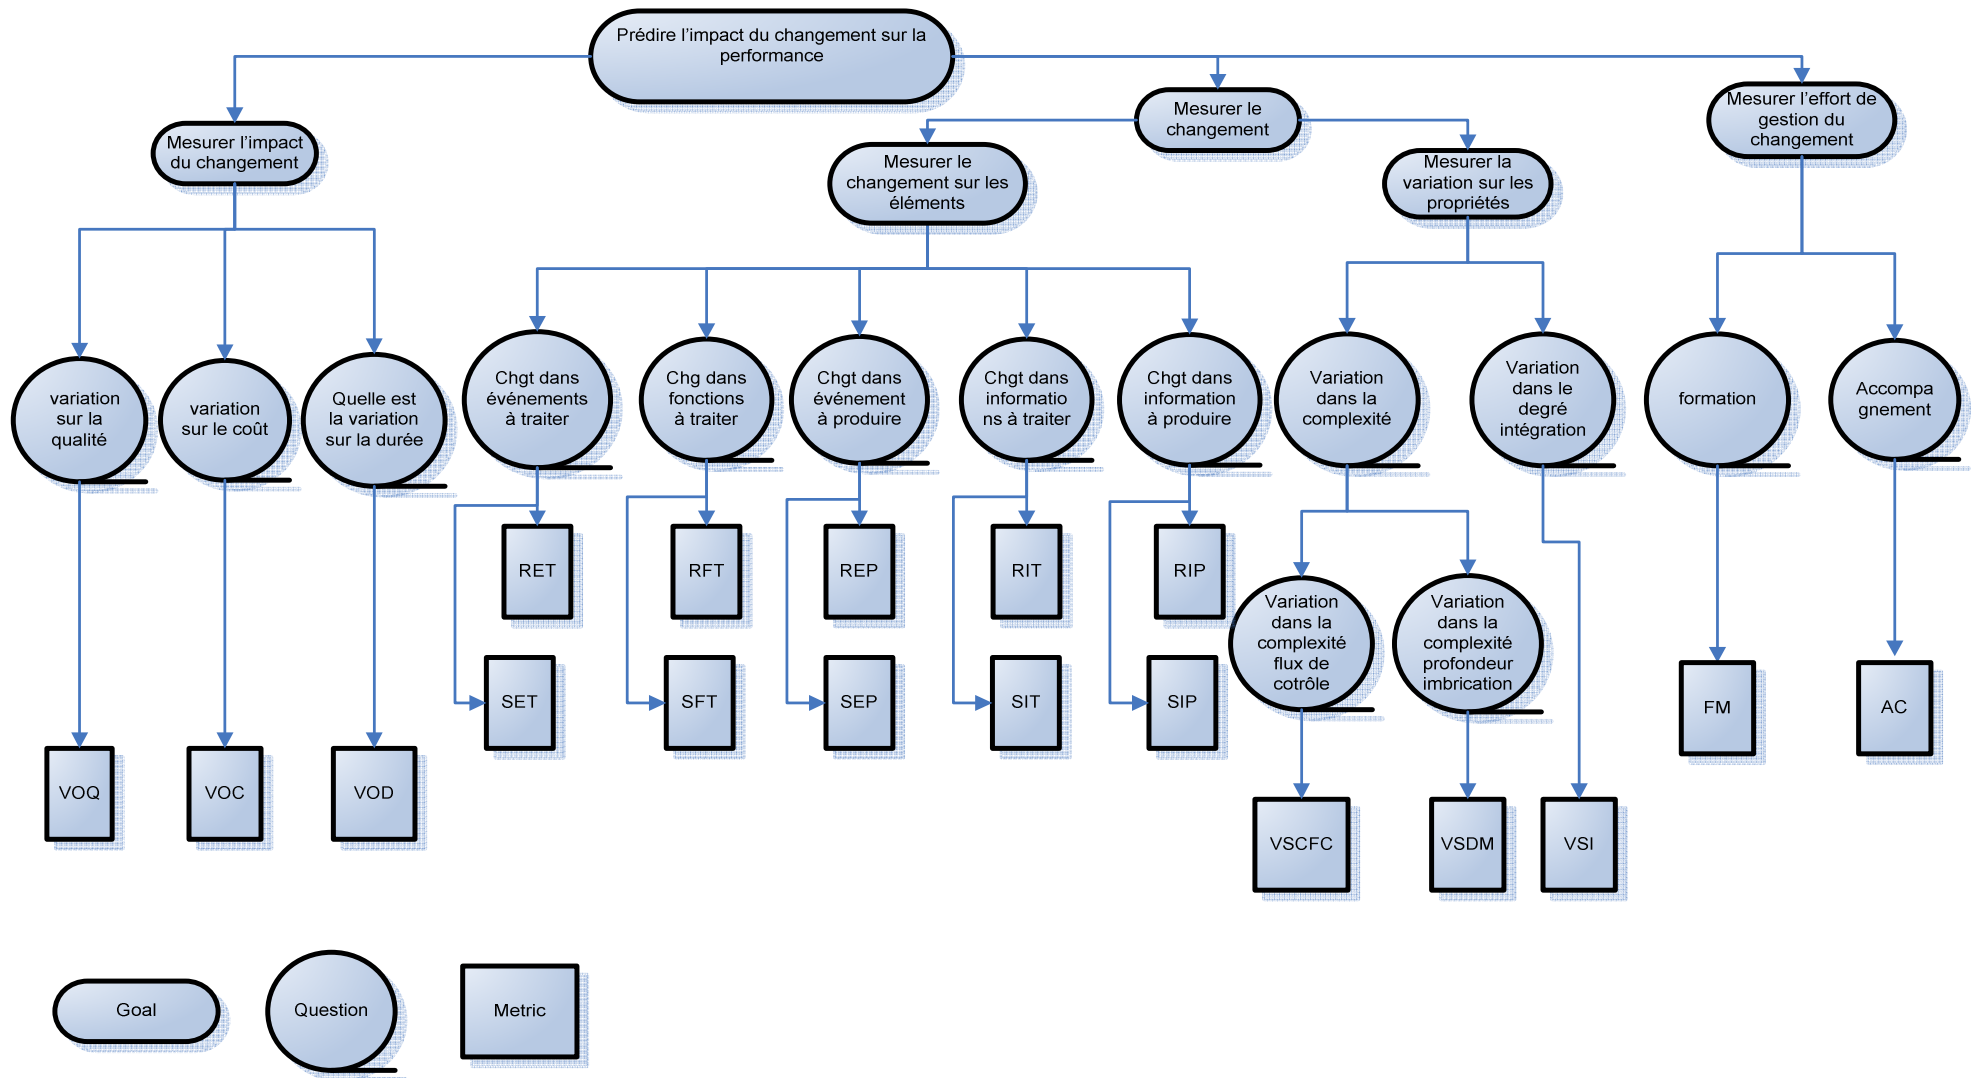 Prédire l’impact du changement sur la
performance
Mesurer l’impact
du changement
Mesurer le
changement
Mesurer l’effort de
gestion du
changement
Mesurer le
changement sur les
éléments
Mesurer la
variation sur les
propriétés
variation
sur la
qualité
variation
sur le coût
Quelle est
la variation
sur la durée
Chgt dans
événements
à traiter
Chg dans
fonctions
à traiter
Chgt dans
événement
à produire
Chgt dans
informatio
ns à traiter
Chgt dans
information
à produire
Variation
dans la
complexité
Variation
dans le
degré
intégration
formation
Accompa
gnement
RET
RFT
REP
RIT
RIP
Variation
dans la
complexité
flux de
cotrôle
Variation
dans la
complexité
profondeur
imbrication
SET
SFT
SEP
SIT
SIP
FM
AC
VOQ
VOC
VOD
VSCFC
VSDM
VSI
Goal
Question
Metric